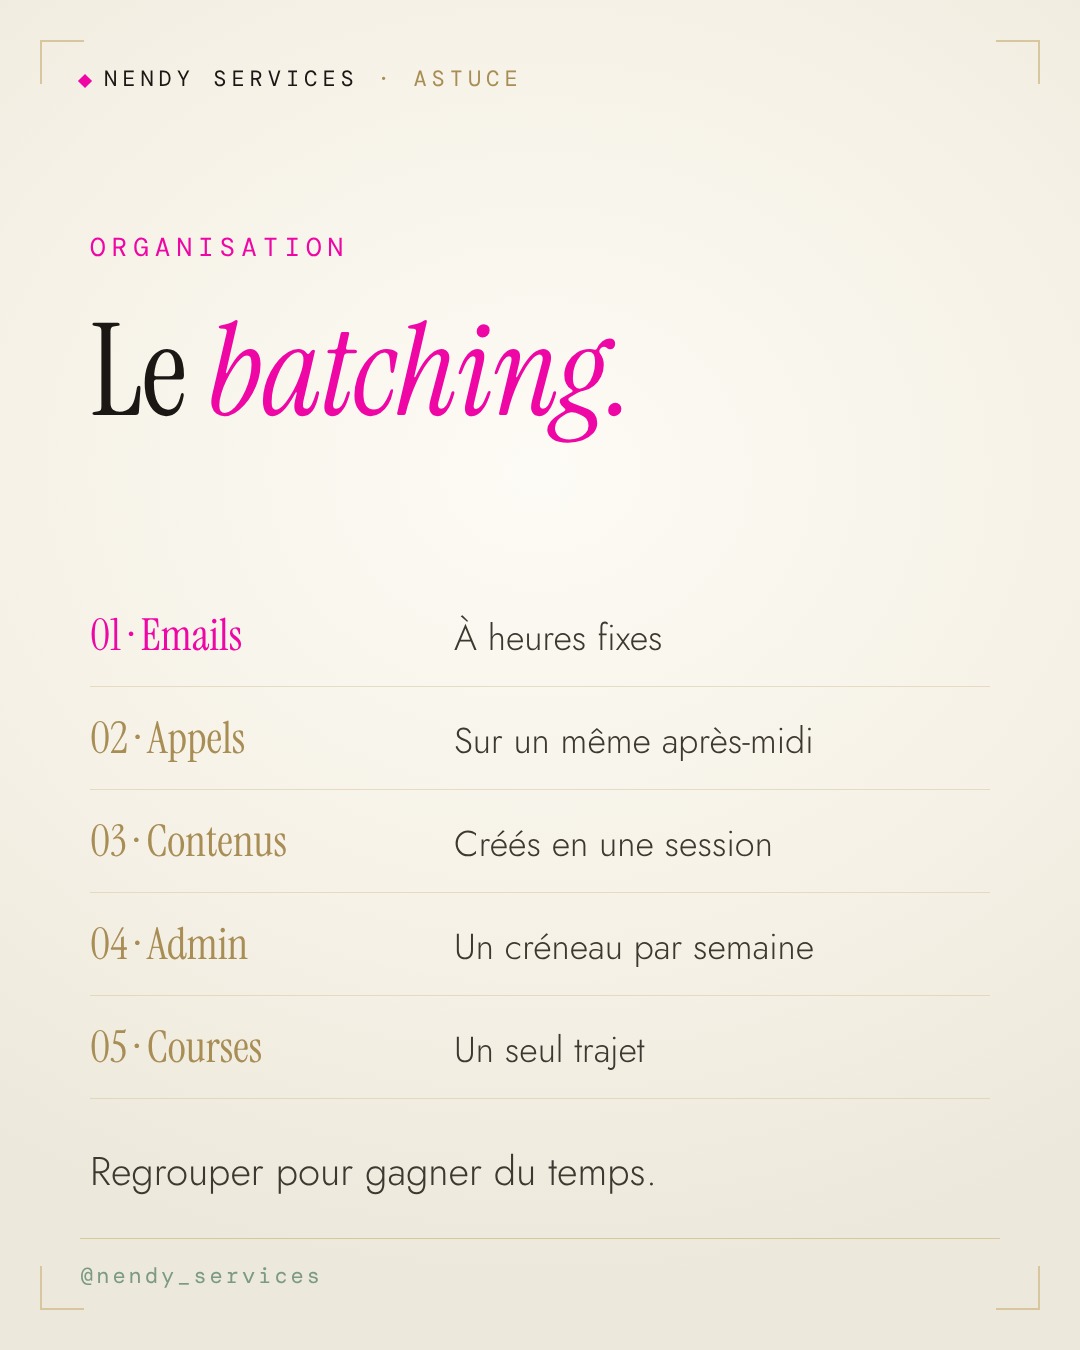 ◆ NENDY SERVICES · ASTUCE
ORGANISATION
Le batching.
01 · Emails À heures fixes
02 · Appels Sur un même après-midi
03 · Contenus Créés en une session
04 · Admin Un créneau par semaine
05 · Courses Un seul trajet
Regrouper pour gagner du temps.
@nendy_services